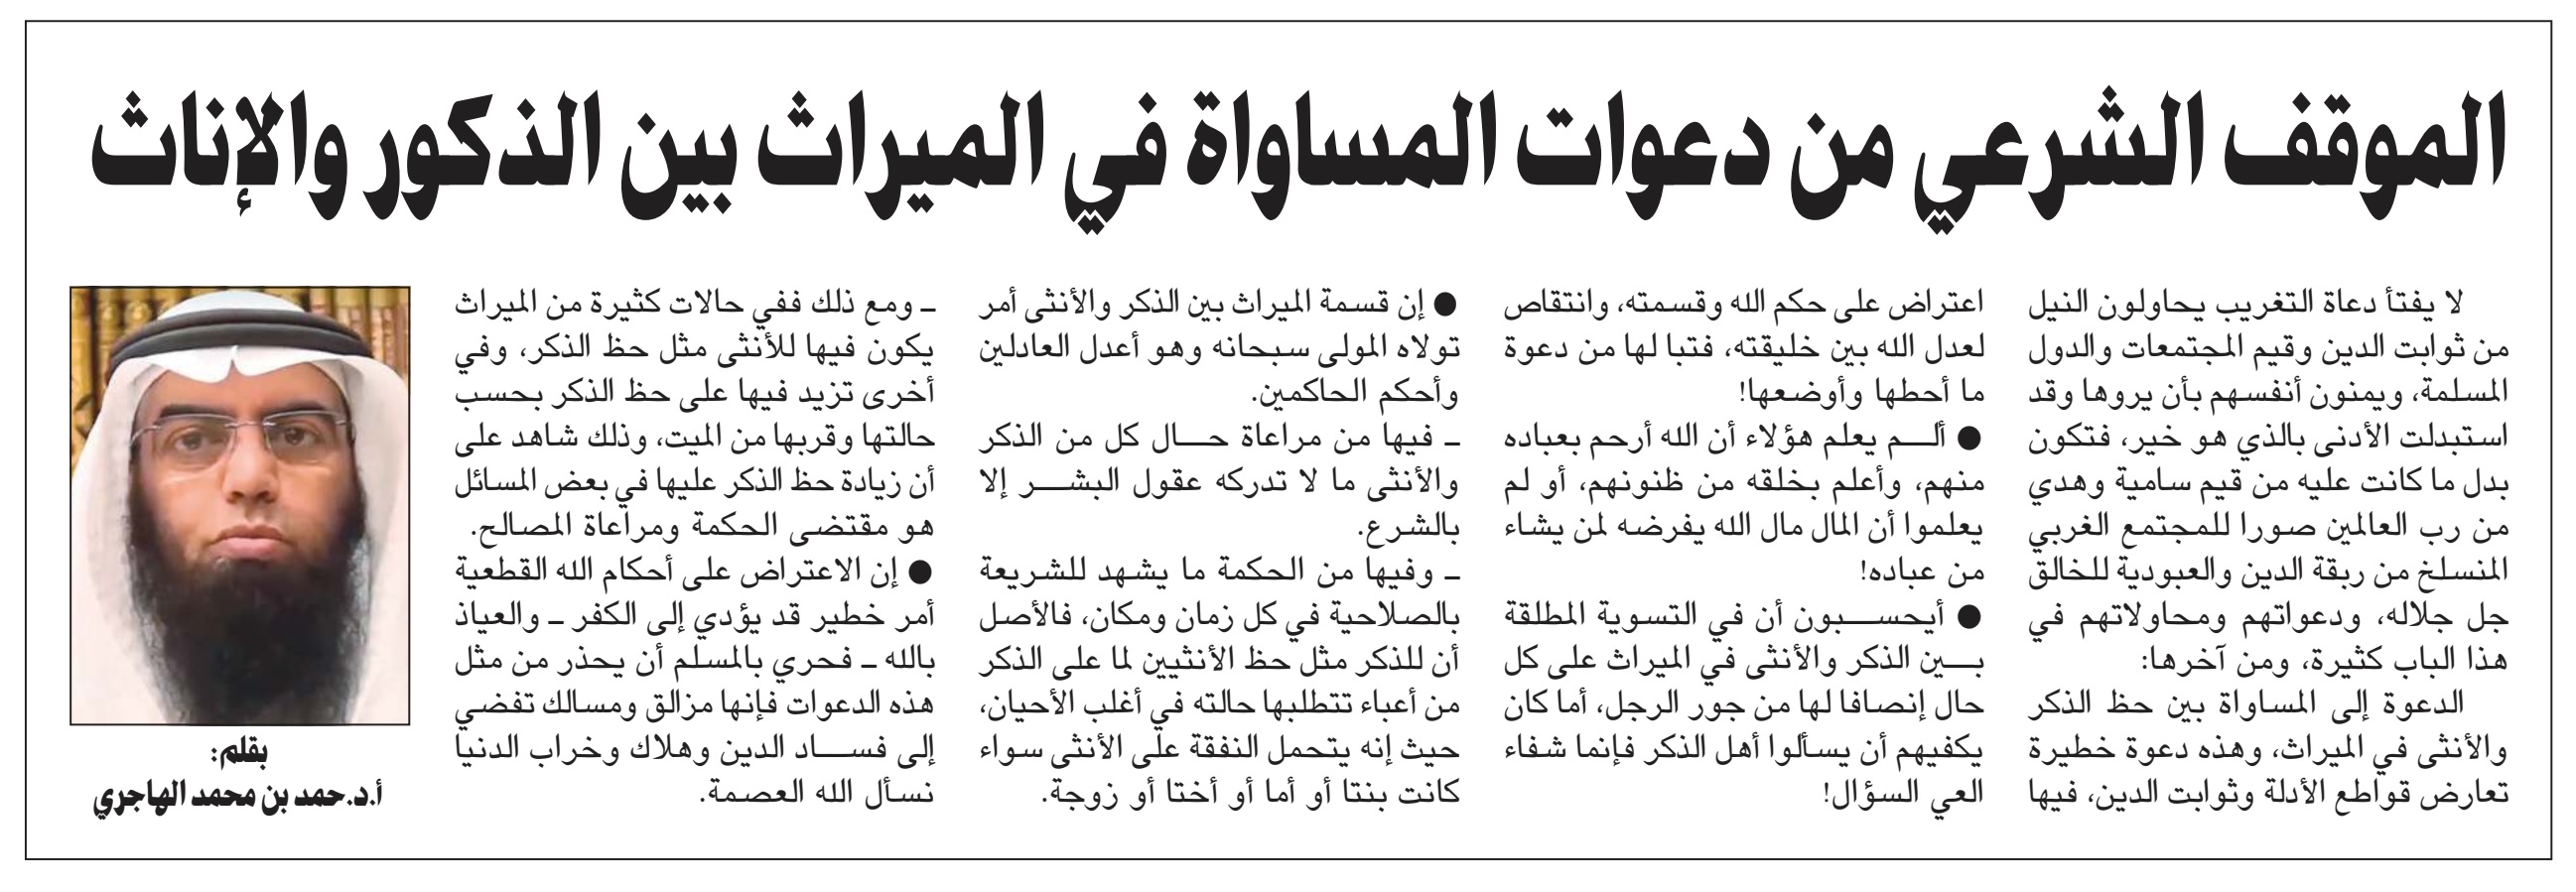 الموقف الشرعي من دعوات المساواة في الميراث بين الذكور والإناث
لا يفتأ دعاة التغريب يحاولون النيل
من ثوابت الدين وقيم المجتمعات والدول
المسلمة، ويمنون أنفسهم بأن يروها وقد
استبدلت الأدنى بالذي هو خير، فتكون
بدل ما كانت عليه من قيم سامية وهدي
من رب العالمين صورا للمجتمع الغربي
المنسلخ من ربقة الدين والعبودية للخالق
جل جلاله، ودعواتهم ومحاولاتهم في
هذا الباب كثيرة، ومن آخرها:
الدعوة إلى المساواة بين حظ الذكر
والأنثى في الميراث، وهذه دعوة خطيرة
تعارض قواطع الأدلة وثوابت الدين، فيها
اعتراض على حكم الله وقسمته، وانتقاص
لعدل الله بين خليقته، فتبا لها من دعوة
ما أحطها وأوضعها!
● ألم يعلم هؤلاء أن الله أرحم بعباده
منهم، وأعلم بخلقه من ظنونهم، أو لم
يعلموا أن المال مال الله يفرضه لمن يشاء
من عباده!
● أيحسبون أن في التسوية المطلقة
بين الذكر والأنثى في الميراث على كل
حال إنصافا لها من جور الرجل، أما كان
يكفيهم أن يسألوا أهل الذكر فإنما شفاء
العي السؤال!
● إن قسمة الميراث بين الذكر والأنثى أمر
تولاه المولى سبحانه وهو أعدل العادلين
وأحكم الحاكمين.
ـ فيها من مراعاة حال كل من الذكر
والأنثى ما لا تدركه عقول البشر إلا
بالشرع.
ـ وفيها من الحكمة ما يشهد للشريعة
بالصلاحية في كل زمان ومكان، فالأصل
أن للذكر مثل حظ الأنثيين لما على الذكر
من أعباء تتطلبها حالته في أغلب الأحيان،
حيث إنه يتحمل النفقة على الأنثى سواء
كانت بنتا أو أما أو أختا أو زوجة.
ـ ومع ذلك ففي حالات كثيرة من الميراث
يكون فيها للأنثى مثل حظ الذكر، وفي
أخرى تزيد فيها على حظ الذكر بحسب
حالتها وقربها من الميت، وذلك شاهد على
أن زيادة حظ الذكر عليها في بعض المسائل
هو مقتضى الحكمة ومراعاة المصالح.
● إن الاعتراض على أحكام الله القطعية
أمر خطير قد يؤدي إلى الكفر ـ والعياذ
بالله ـ فحري بالمسلم أن يحذر من مثل
هذه الدعوات فإنها مزالق ومسالك تفضي
إلى فساد الدين وهلاك وخراب الدنيا
نسأل الله العصمة.
بقلم:
أ.د.حمد بن محمد الهاجري